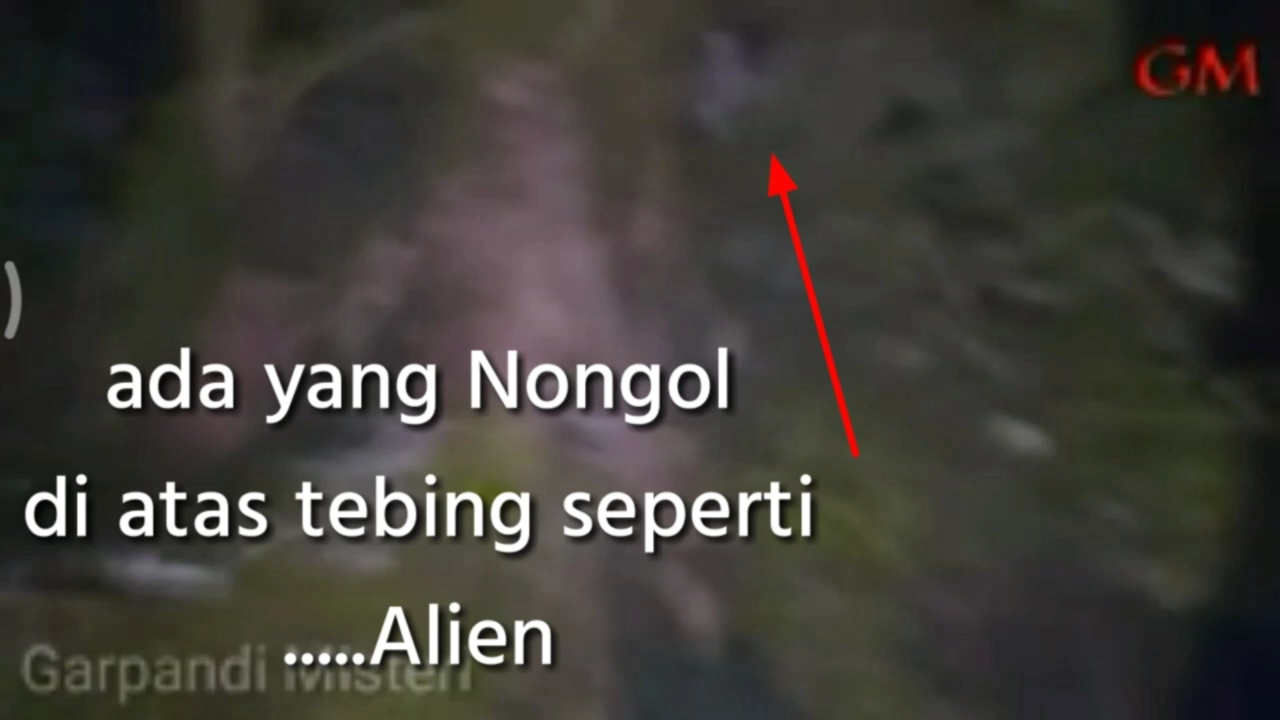 GM
ada yang Nongol
di atas tebing seperti
.....Alien
Garpandi Misteri